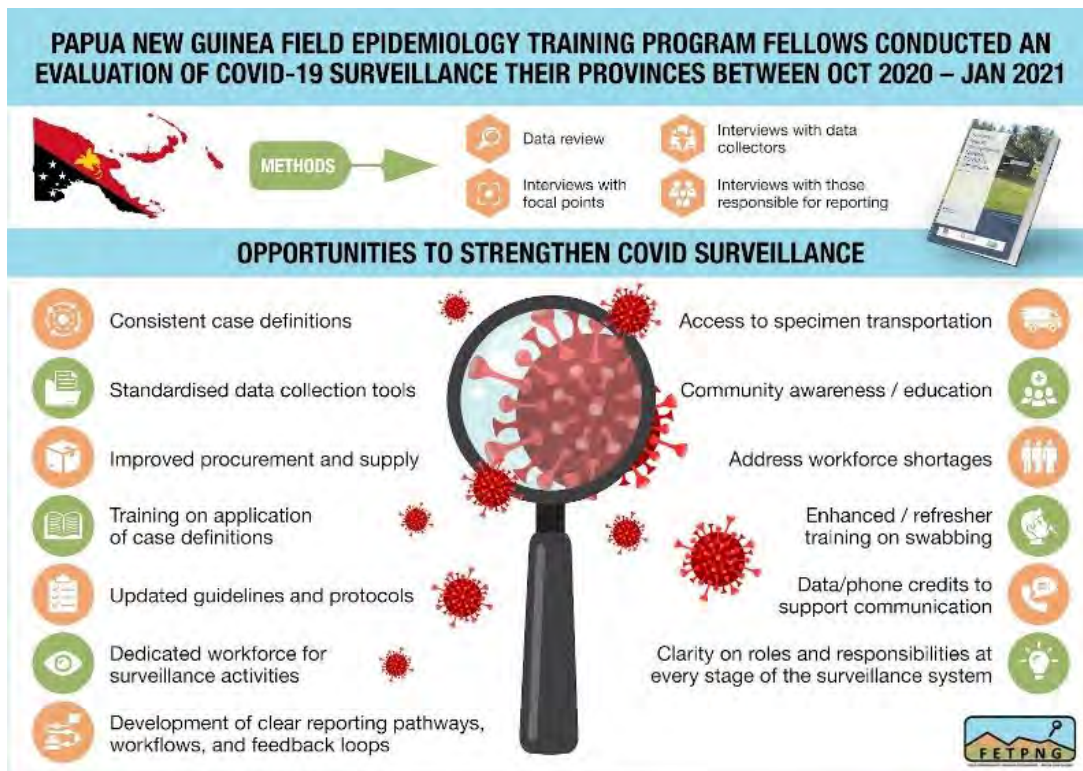 PAPUA NEW GUINEA FIELD EPIDEMIOLOGY TRAINING PROGRAM FELLOWS CONDUCTED AN
EVALUATION OF COVID-19 SURVEILLANCE THEIR PROVINCES BETWEEN OCT 2020 – JAN 2021
METHODS
Data review
Interviews with
focal points
Interviews with data
collectors
Interviews with those
responsible for reporting
OPPORTUNITIES TO STRENGTHEN COVID SURVEILLANCE
Consistent case definitions
Standardised data collection tools
Improved procurement and supply
Training on application
of case definitions
Updated guidelines and protocols
Dedicated workforce for
surveillance activities
Development of clear reporting pathways,
workflows, and feedback loops
Access to specimen transportation
Community awareness / education
Address workforce shortages
Enhanced / refresher
training on swabbing
Data/phone credits to
support communication
Clarity on roles and responsibilities at
every stage of the surveillance system
FETPNG